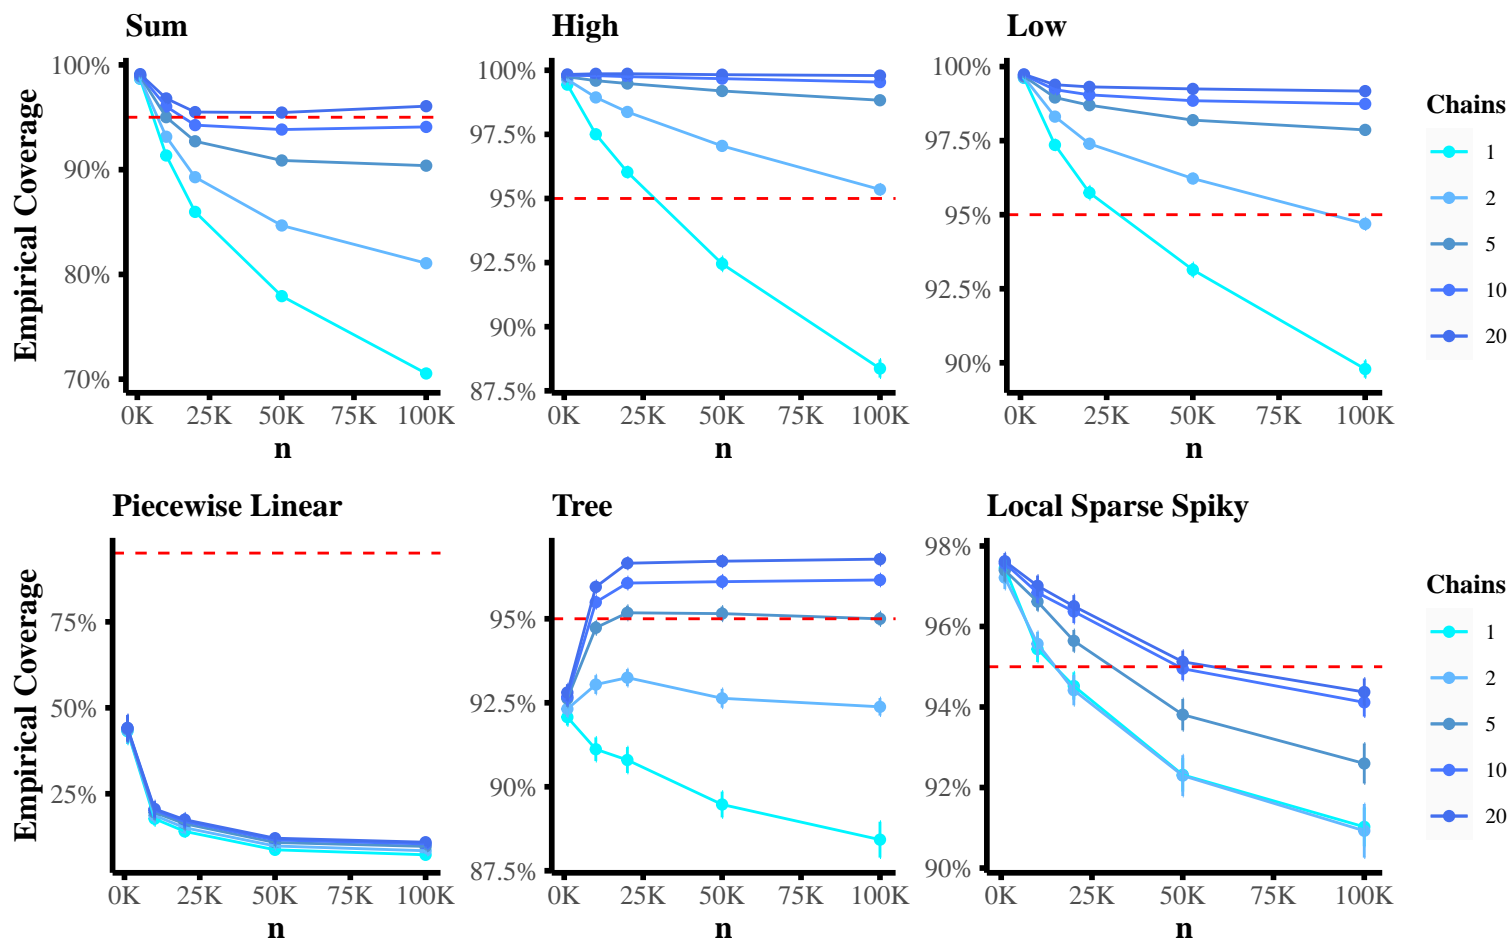 Sum
High
Low
Empirical Coverage
100%
90%
80%
70%
0K 25K 50K 75K 100K
n
100%
97.5%
95%
92.5%
90%
87.5%
0K 25K 50K 75K 100K
n
100%
97.5%
95%
92.5%
90%
0K 25K 50K 75K 100K
n
Chains
1
2
5
10
20
Piecewise Linear
Tree
Local Sparse Spiky
Empirical Coverage
75%
50%
25%
0K 25K 50K 75K 100K
n
95%
92.5%
90%
87.5%
0K 25K 50K 75K 100K
n
98%
96%
94%
92%
90%
0K 25K 50K 75K 100K
n
Chains
1
2
5
10
20